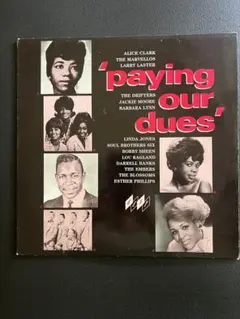 ALICE CLARK
THE MARVELLOS
LARRY LASTER
'paying
our
dues'
THE DRIFTERS
JACKIE MOORE
BARBARA LYNN
LINDA JONES
SOUL BROTHERS SIX
BOBBY SHEEN
LOU RAGLAND
DARRELL BANKS
THE EMBERS
THE BLOSSOMS
ESTHER PHILLIPS